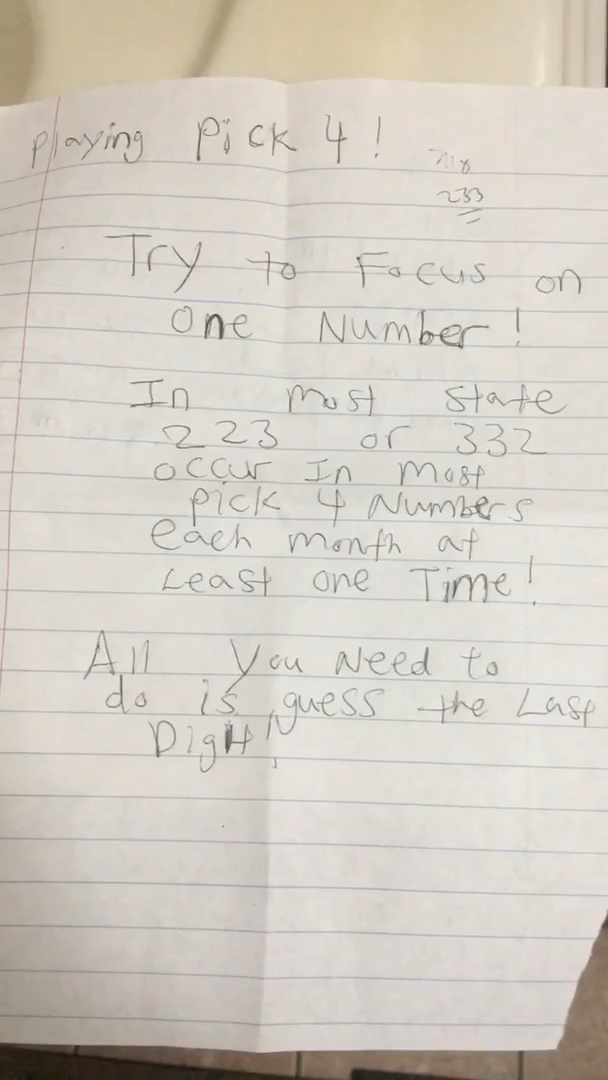 playing Pick 4!
233
Try to Focus on
One Number!
In most state
223 or 332
occur In most
pick 4 Numbers
each month at
Least one Time!
All you Need to
do is guess the Last
Digit!